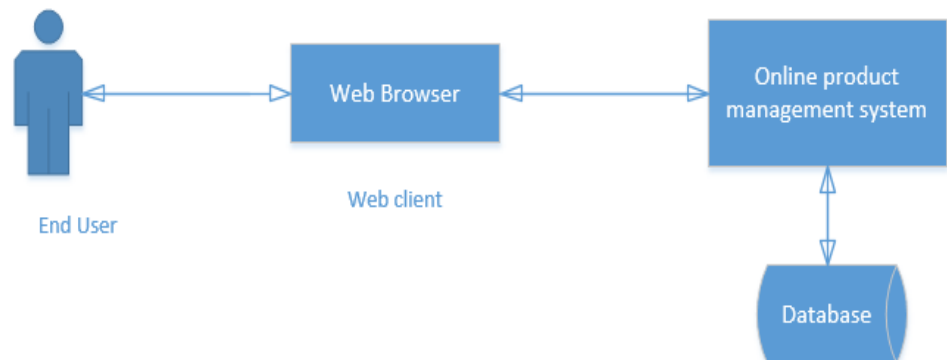 Web Browser
Online product
management system
Web client
End User
Database